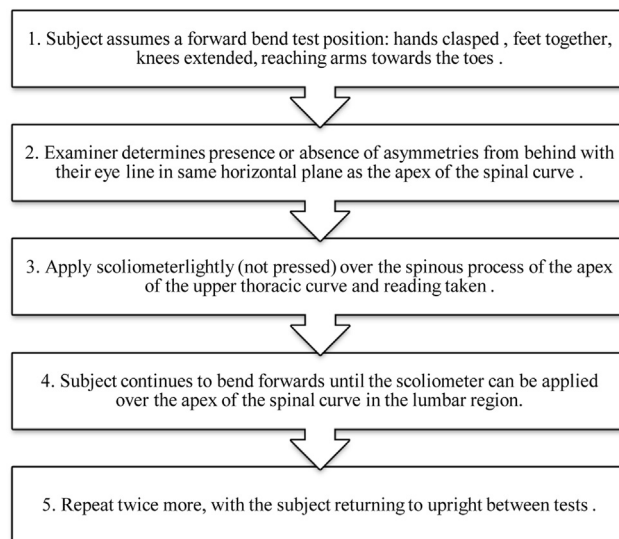 1. Subject assumes a forward bend test position: hands clasped , feet together,
knees extended, reaching arms towards the toes .
2. Examiner determines presence or absence of asymmetries from behind with
their eye line in same horizontal plane as the apex of the spinal curve .
3. Apply scoliometerlightly (not pressed) over the spinous process of the apex
of the upper thoracic curve and reading taken .
4. Subject continues to bend forwards until the scoliometer can be applied
over the apex of the spinal curve in the lumbar region.
5. Repeat twice more, with the subject returning to upright between tests .